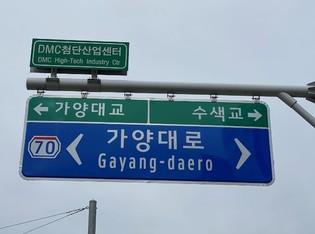 DMC첨단산업센터
DMC High-Tech Industry Ctr
가양대교 수색교
70 가양대로
Gayang-daero